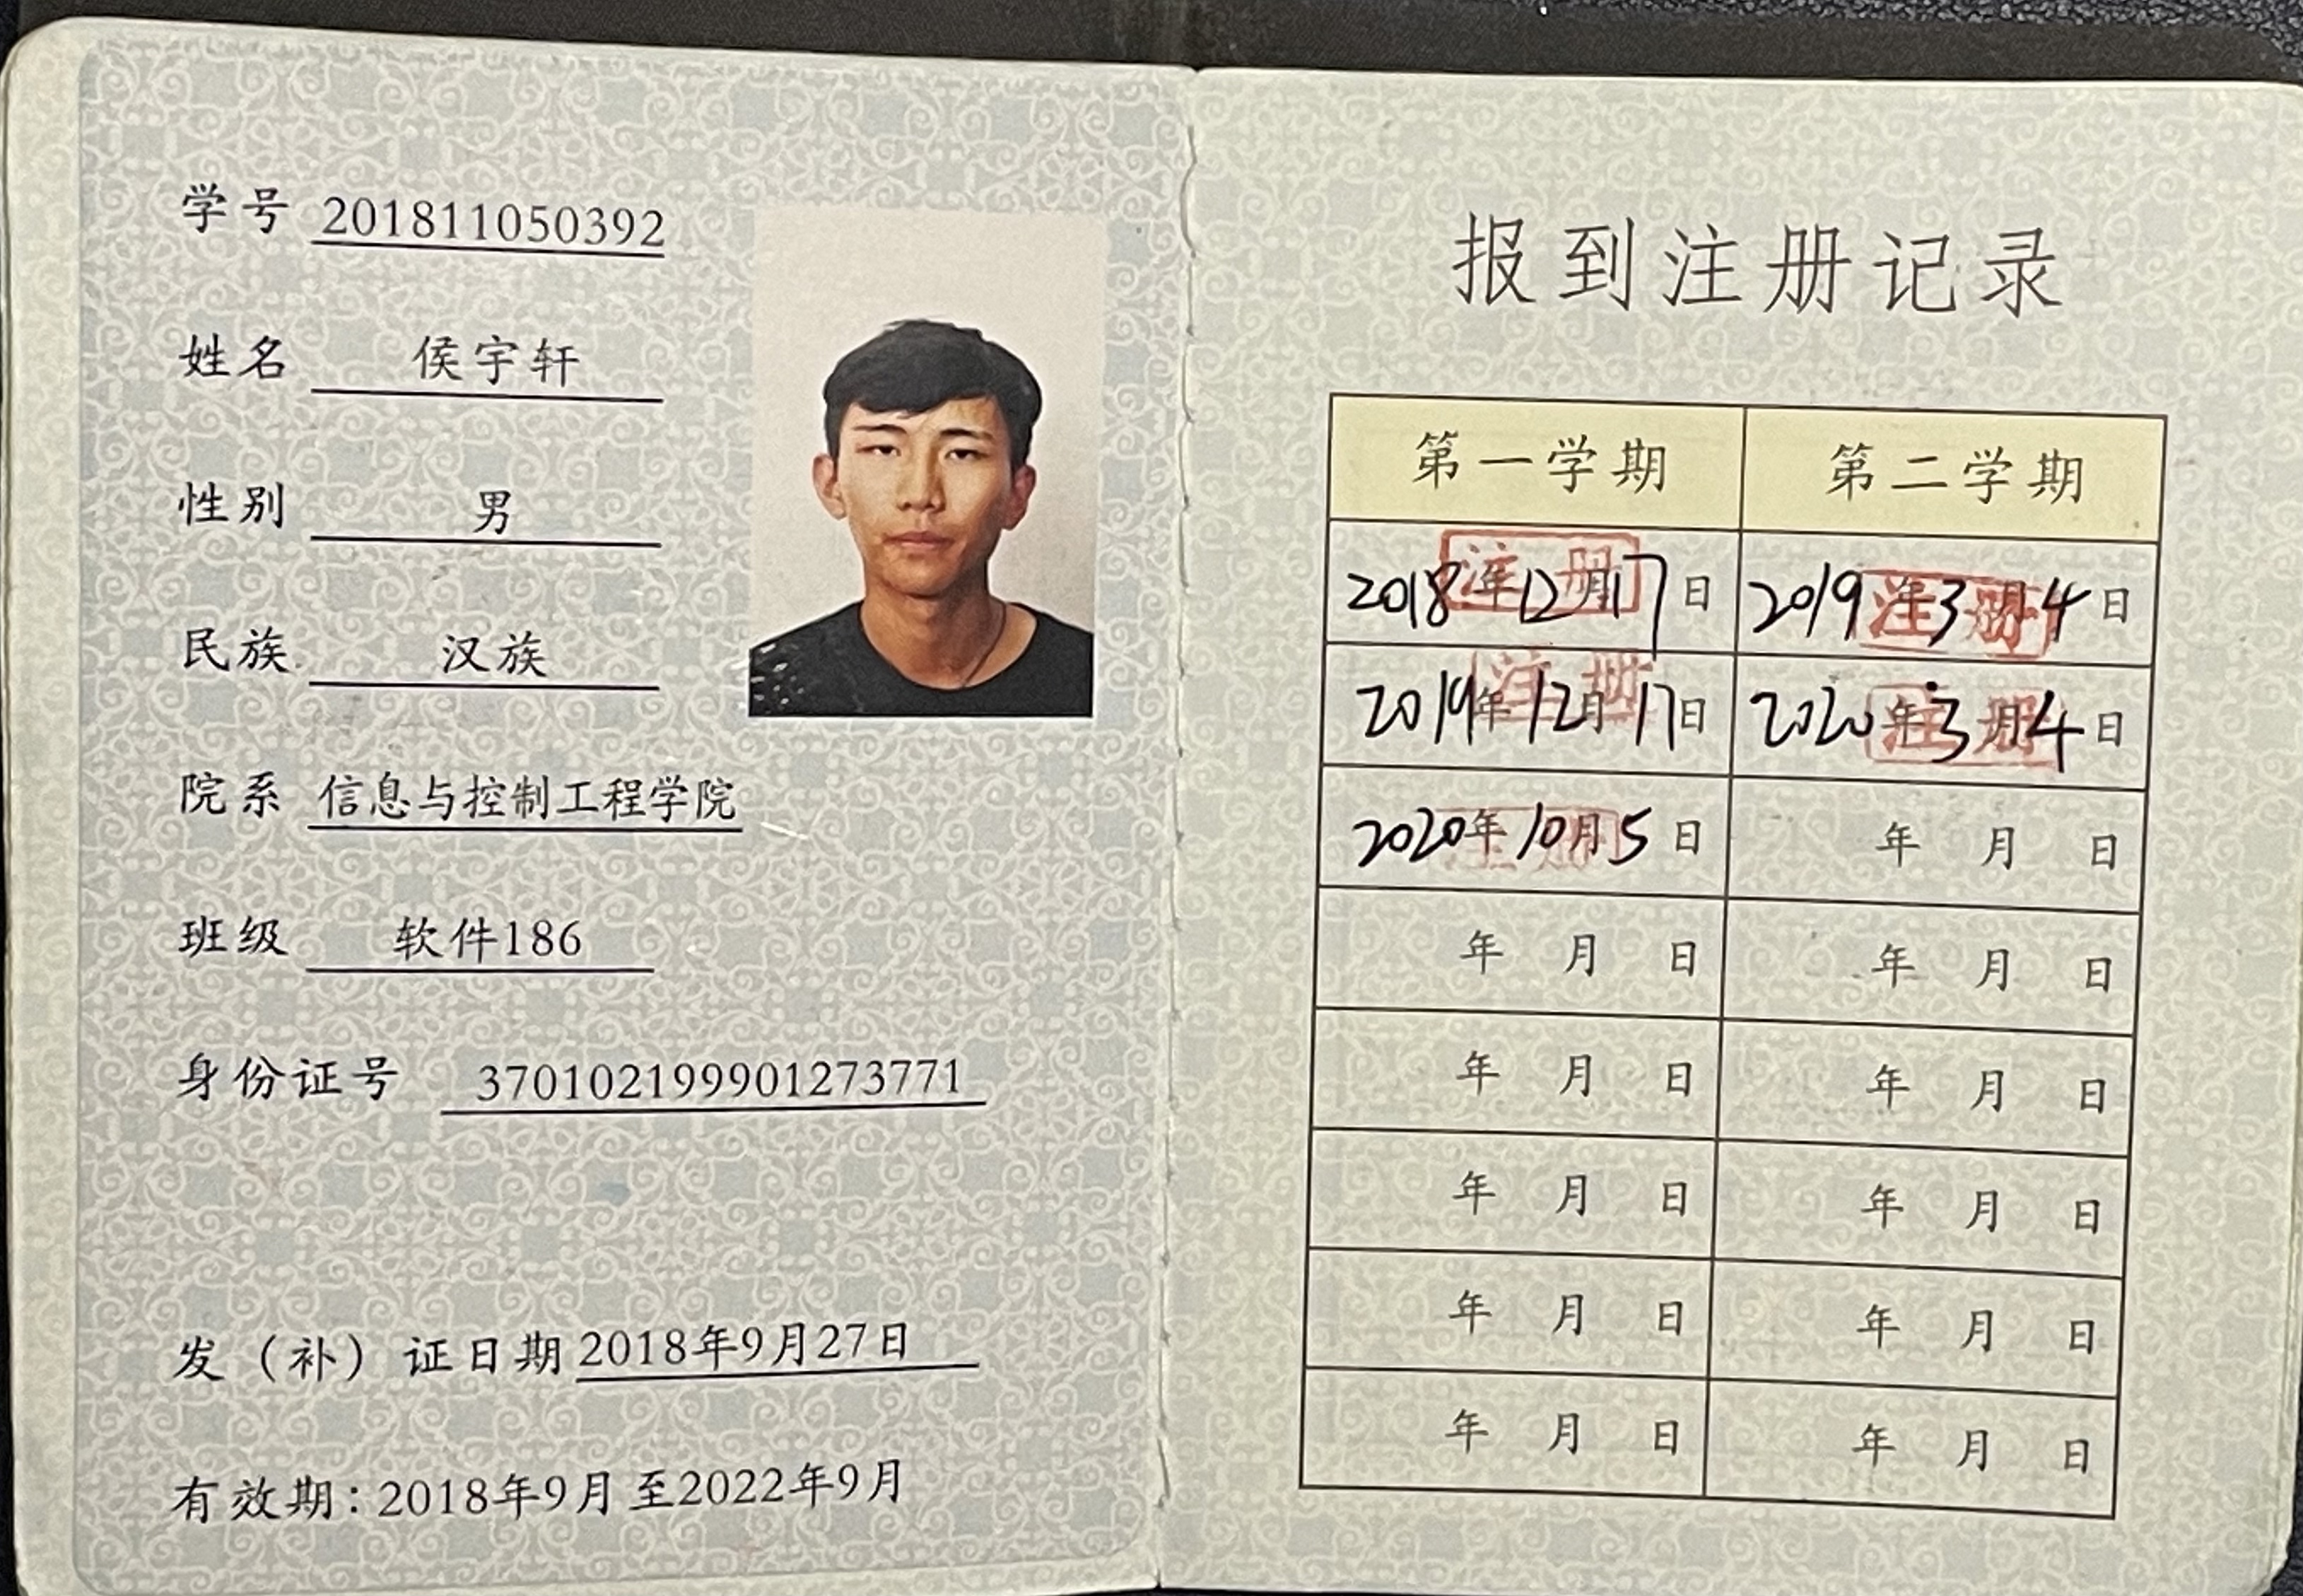 学号 201811050392
姓名 侯宇轩
性别 男
民族 汉族
院系 信息与控制工程学院
班级 软件186
身份证号 370102199901273771
发（补）证日期 2018年9月27日
有效期：2018年9月至2022年9月
报到注册记录
第一学期 第二学期
2018年12月17日 2019年3月4日
注册 注册
2019年12月17日 2020年3月4日
注册 注册
2020年10月5日 年 月 日
注册
年 月 日 年 月 日
年 月 日 年 月 日
年 月 日 年 月 日
年 月 日 年 月 日
年 月 日 年 月 日